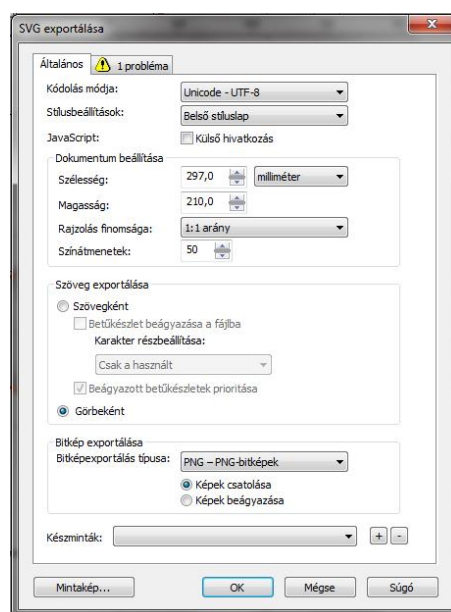 SVG exportálása
Általános 1 probléma
Kódolás módja: Unicode - UTF-8
Stílusbeállítások: Belső stíluslap
JavaScript: Külső hivatkozás
Dokumentum beállítása
Szélesség: 297,0 milliméter
Magasság: 210,0
Rajzolás finomsága: 1:1 arány
Színátmenetek: 50
Szöveg exportálása
Szövegként
Betűkészlet beágyazása a fájlba
Karakter részbeállítása:
Csak a használt
Beágyazott betűkészletek prioritása
Görbeként
Bitkép exportálása
Bitképexportálás típusa: PNG – PNG-bitképek
Képek csatolása
Képek beágyazása
Készminták: + -
Mintakép... OK Mégse Súgó